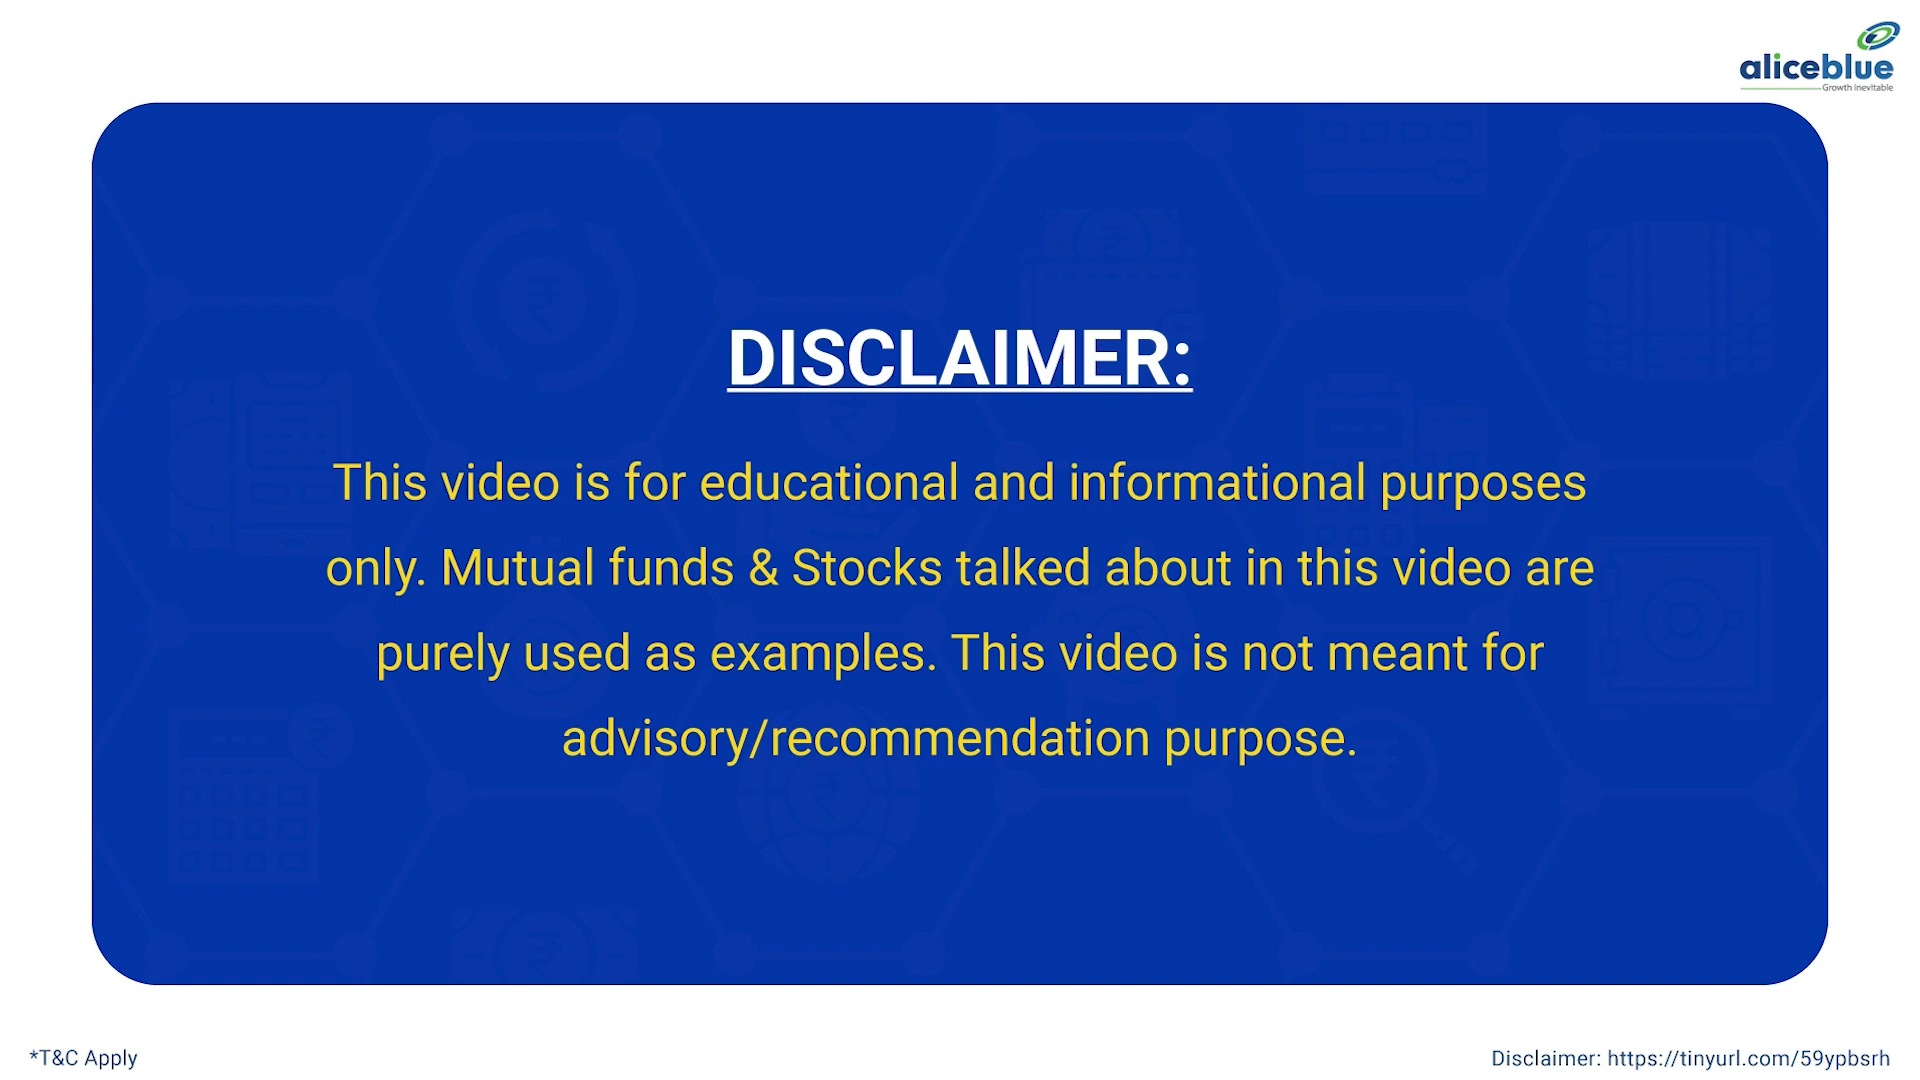 aliceblue
Growth Inevitable
DISCLAIMER:
This video is for educational and informational purposes
only. Mutual funds & Stocks talked about in this video are
purely used as examples. This video is not meant for
advisory/recommendation purpose.
*T&C Apply
Disclaimer: https://tinyurl.com/59ypbsrh